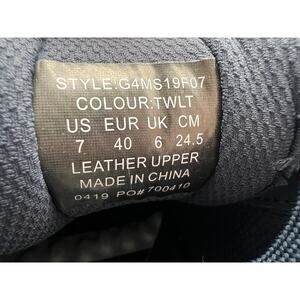 STYLE:G4MS19F07
COLOUR:TWLT
US EUR UK CM
7 40 6 24.5
LEATHER UPPER
MADE IN CHINA
0419 PO# 700410